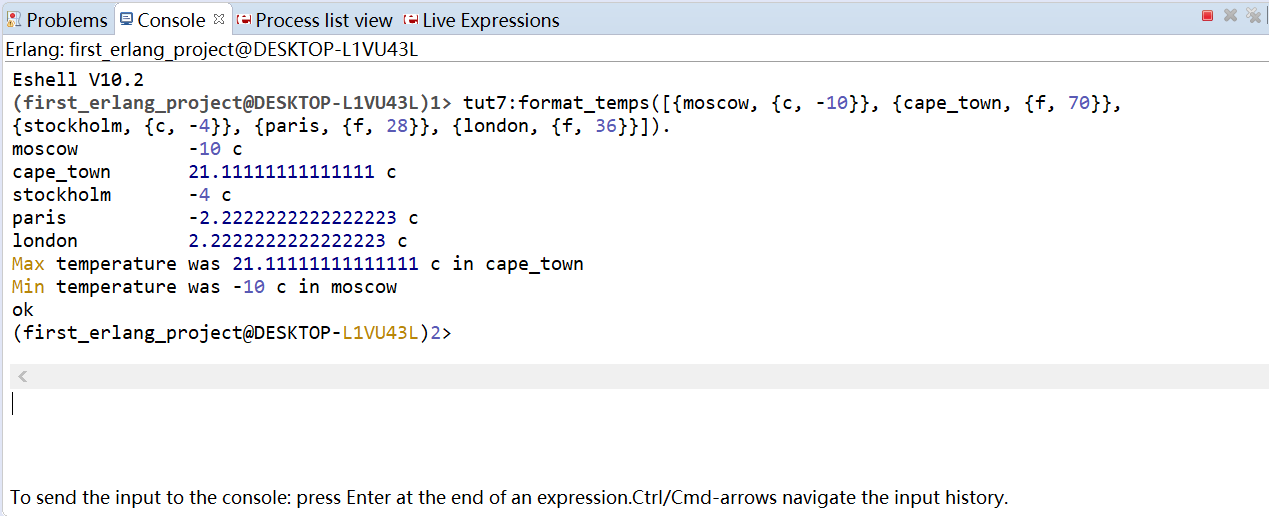 Problems Console Process list view Live Expressions
Erlang: first_erlang_project@DESKTOP-L1VU43L
Eshell V10.2
(first_erlang_project@DESKTOP-L1VU43L)1> tut7:format_temps([{moscow, {c, -10}}, {cape_town, {f, 70}},
{stockholm, {c, -4}}, {paris, {f, 28}}, {london, {f, 36}}]).
moscow          -10 c
cape_town       21.11111111111111 c
stockholm       -4 c
paris           -2.2222222222222223 c
london          2.2222222222222223 c
Max temperature was 21.11111111111111 c in cape_town
Min temperature was -10 c in moscow
ok
(first_erlang_project@DESKTOP-L1VU43L)2>
To send the input to the console: press Enter at the end of an expression.Ctrl/Cmd-arrows navigate the input history.